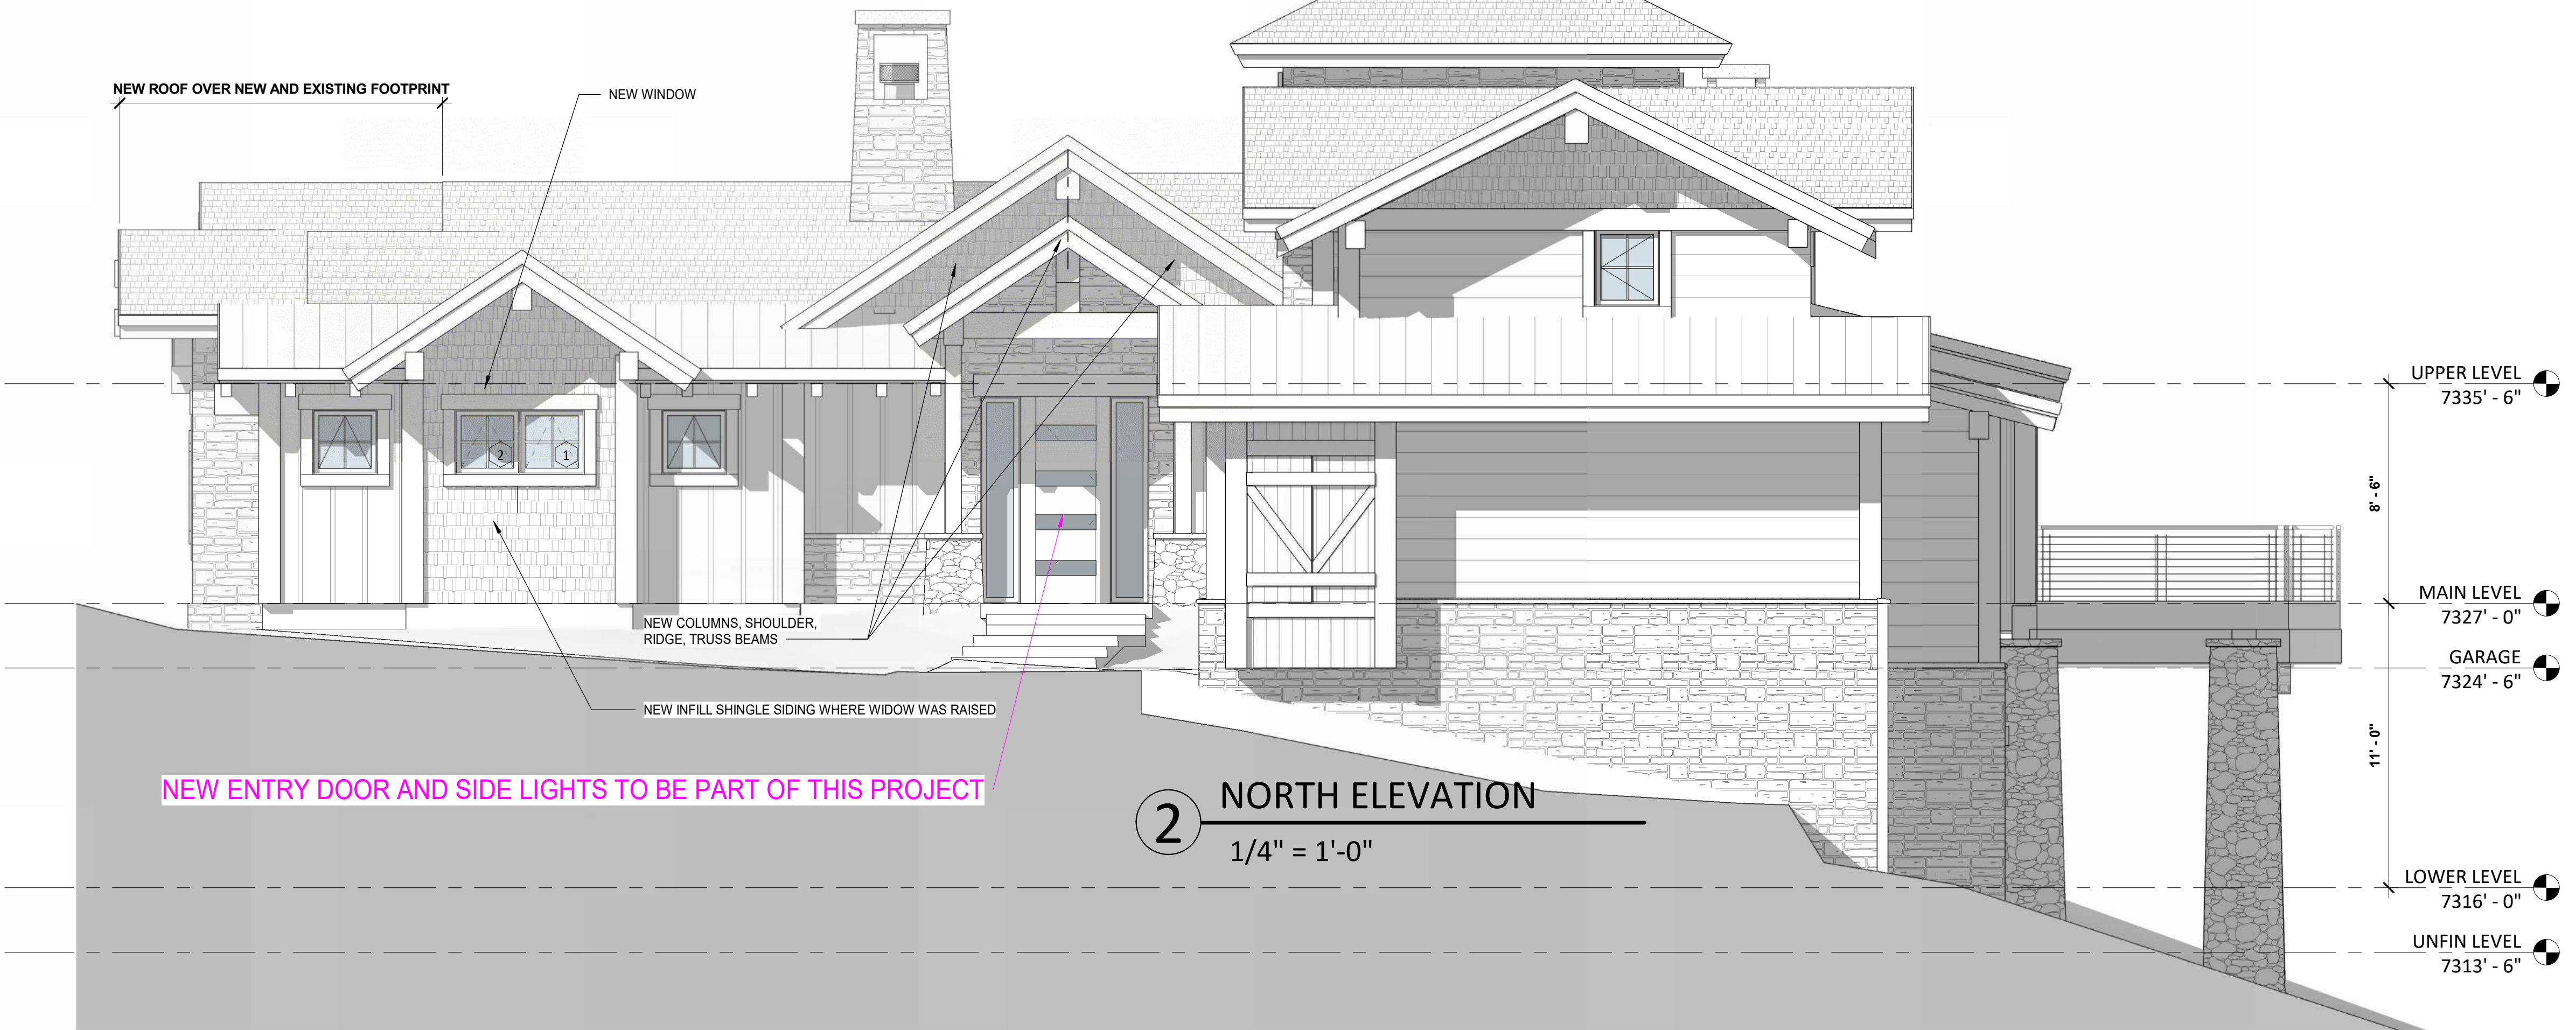 NEW ROOF OVER NEW AND EXISTING FOOTPRINT
NEW WINDOW
UPPER LEVEL
7335' - 6"
2
1
8' - 6"
MAIN LEVEL
7327' - 0"
NEW COLUMNS, SHOULDER,
RIDGE, TRUSS BEAMS
GARAGE
7324' - 6"
NEW INFILL SHINGLE SIDING WHERE WIDOW WAS RAISED
11' - 0"
NEW ENTRY DOOR AND SIDE LIGHTS TO BE PART OF THIS PROJECT
2
NORTH ELEVATION
1/4" = 1'-0"
LOWER LEVEL
7316' - 0"
UNFIN LEVEL
7313' - 6"